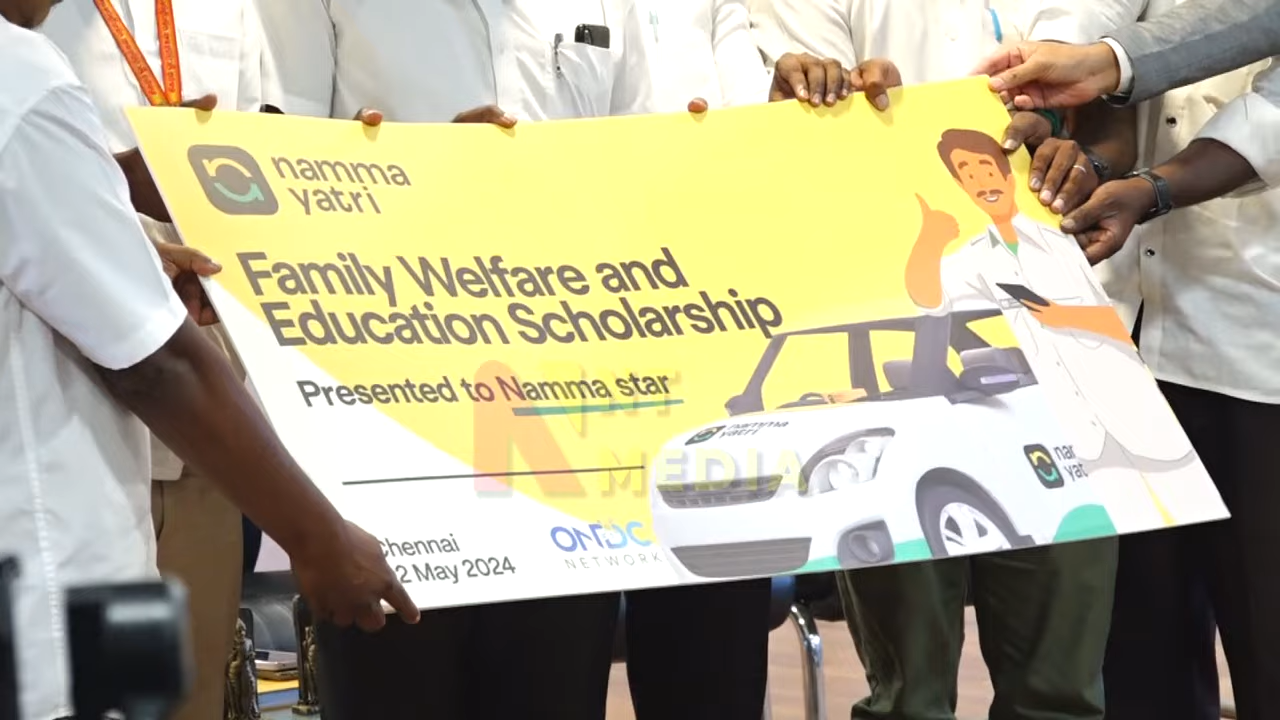 namma
yatri
Family Welfare and
Education Scholarship
Presented to Namma star
namma
yatri
Chennai
2 May 2024
ONDC
NETWORK
MEDIA